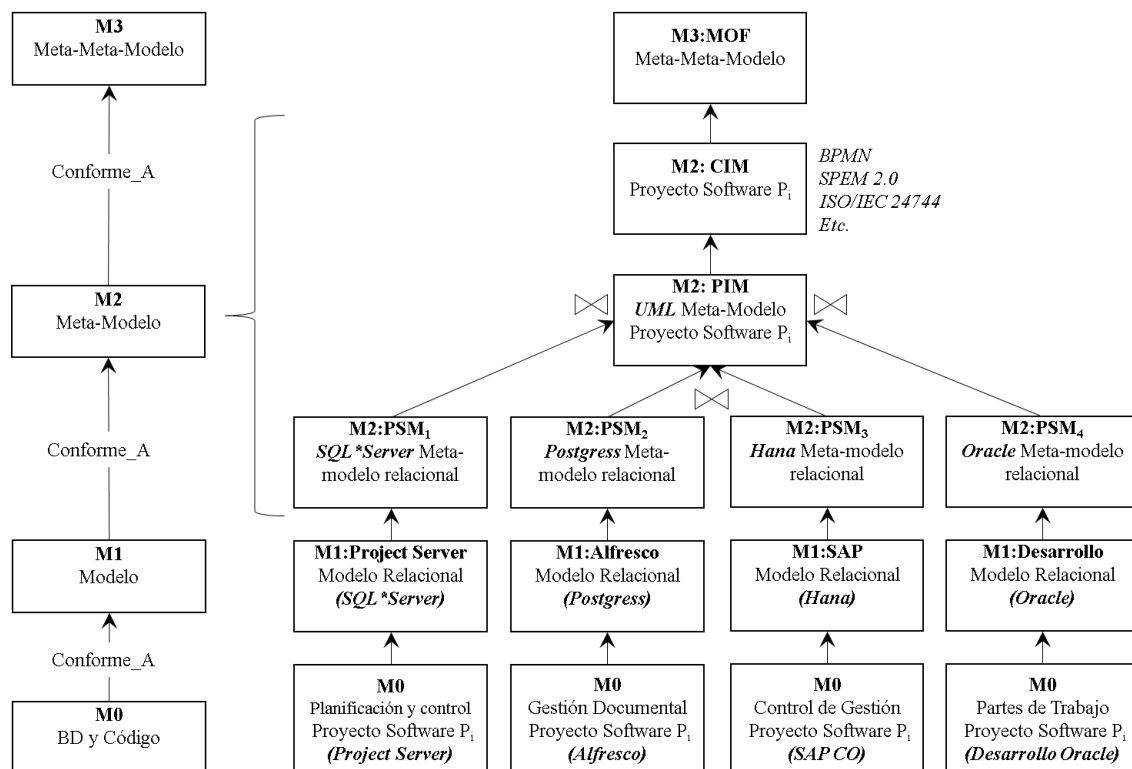 M3
Meta-Meta-Modelo
Conforme_A
M2
Meta-Modelo
Conforme_A
M1
Modelo
Conforme_A
M0
BD y Código
M3:MOF
Meta-Meta-Modelo
M2: CIM
Proyecto Software Pi
BPMN
SPEM 2.0
ISO/IEC 24744
Etc.
M2: PIM
UML Meta-Modelo
Proyecto Software Pi
M2:PSM1
SQL*Server Meta-
modelo relacional
M2:PSM2
Postgress Meta-
modelo relacional
M2:PSM3
Hana Meta-modelo
relacional
M2:PSM4
Oracle Meta-modelo
relacional
M1:Project Server
Modelo Relacional
(SQL*Server)
M1:Alfresco
Modelo Relacional
(Postgress)
M1:SAP
Modelo Relacional
(Hana)
M1:Desarrollo
Modelo Relacional
(Oracle)
M0
Planificación y control
Proyecto Software Pi
(Project Server)
M0
Gestión Documental
Proyecto Software Pi
(Alfresco)
M0
Control de Gestión
Proyecto Software Pi
(SAP CO)
M0
Partes de Trabajo
Proyecto Software Pi
(Desarrollo Oracle)